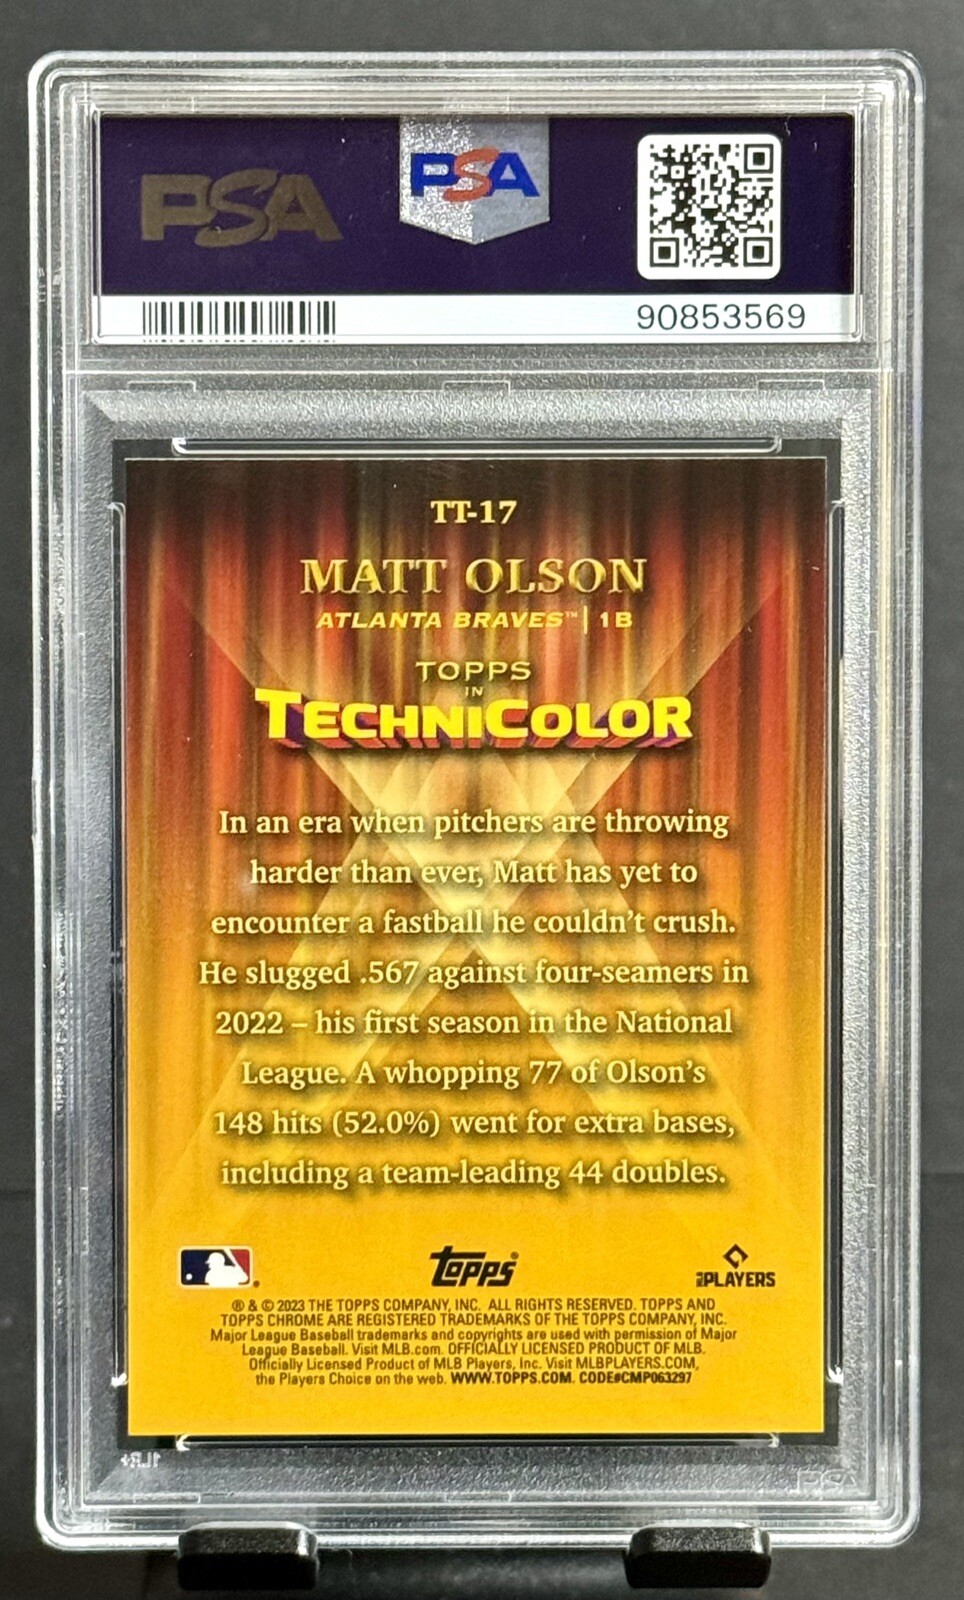 PSA
PSA
90853569
TT-17
MATT OLSON
ATLANTA BRAVES™ | 1B
TOPPS
IN
TECHNICOLOR
In an era when pitchers are throwing
harder than ever, Matt has yet to
encounter a fastball he couldn't crush.
He slugged .567 against four-seamers in
2022 – his first season in the National
League. A whopping 77 of Olson's
148 hits (52.0%) went for extra bases,
including a team-leading 44 doubles.
Topps®
PLAYERS
® & © 2023 THE TOPPS COMPANY, INC. ALL RIGHTS RESERVED. TOPPS AND
TOPPS CHROME ARE REGISTERED TRADEMARKS OF THE TOPPS COMPANY, INC.
Major League Baseball trademarks and copyrights are used with permission of Major
League Baseball. Visit MLB.com. OFFICIALLY LICENSED PRODUCT OF MLB.
Officially Licensed Product of MLB Players, Inc. Visit MLBPLAYERS.COM,
the Players Choice on the web. WWW.TOPPS.COM. CODE#CMP063297
1LR+
PSA